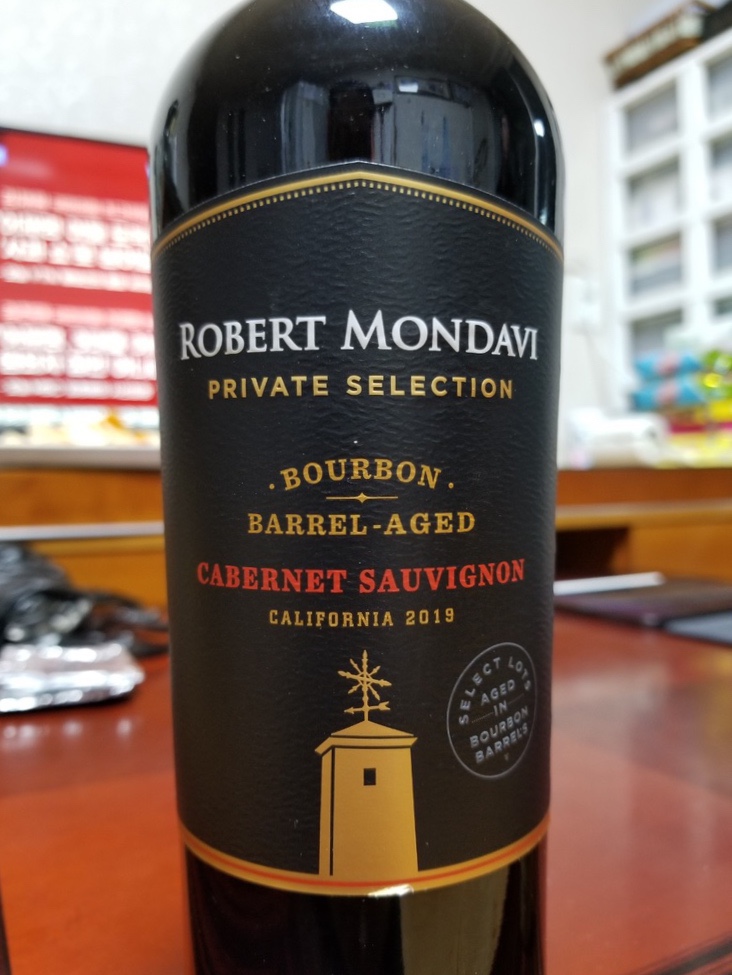 ROBERT MONDAVI
PRIVATE SELECTION
·BOURBON·
BARREL-AGED
CABERNET SAUVIGNON
CALIFORNIA 2019
SELECT LOTS
AGED
IN
BOURBON
BARRELS